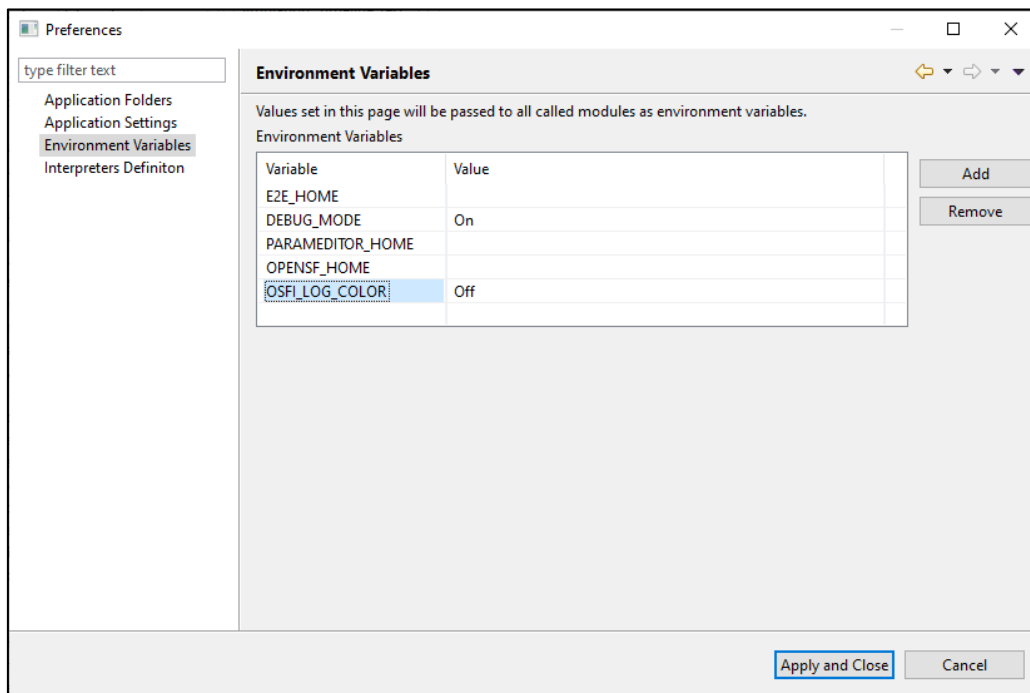 Preferences
type filter text
Application Folders
Application Settings
Environment Variables
Interpreters Definiton
Environment Variables
Values set in this page will be passed to all called modules as environment variables.
Environment Variables
Variable Value
E2E_HOME
DEBUG_MODE On
PARAMEDITOR_HOME
OPENSF_HOME
OSFI_LOG_COLOR Off
Add
Remove
Apply and Close Cancel